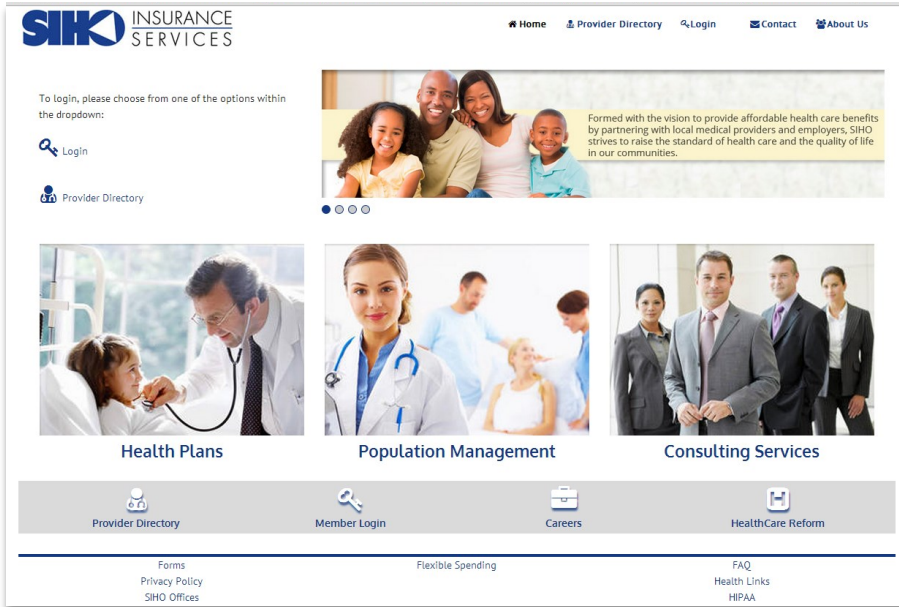 SIHO INSURANCE
SERVICES
Home Provider Directory Login Contact About Us
To login, please choose from one of the options within
the dropdown:
Login
Provider Directory
Formed with the vision to provide affordable health care benefits
by partnering with local medical providers and employers, SIHO
strives to raise the standard of health care and the quality of life
in our communities.
Health Plans
Population Management
Consulting Services
Provider Directory
Member Login
Careers
HealthCare Reform
Forms
Flexible Spending
FAQ
Privacy Policy
Health Links
SIHO Offices
HIPAA